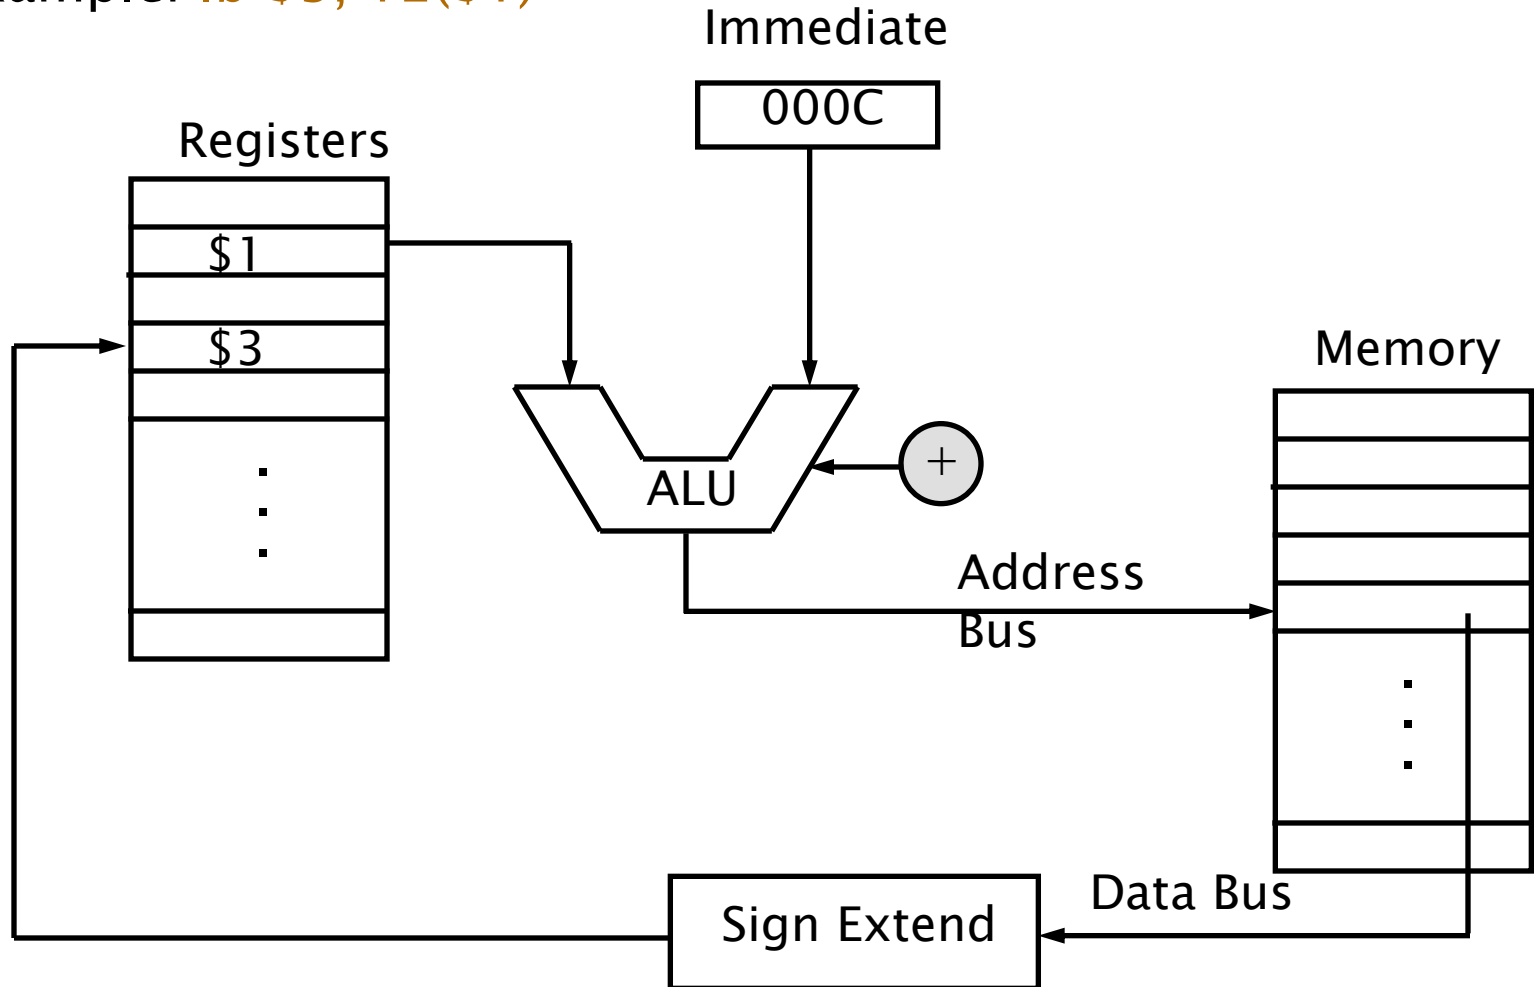 Immediate
000C
Registers
$1
$3
Memory
+
ALU
Address
Bus
Data Bus
Sign Extend